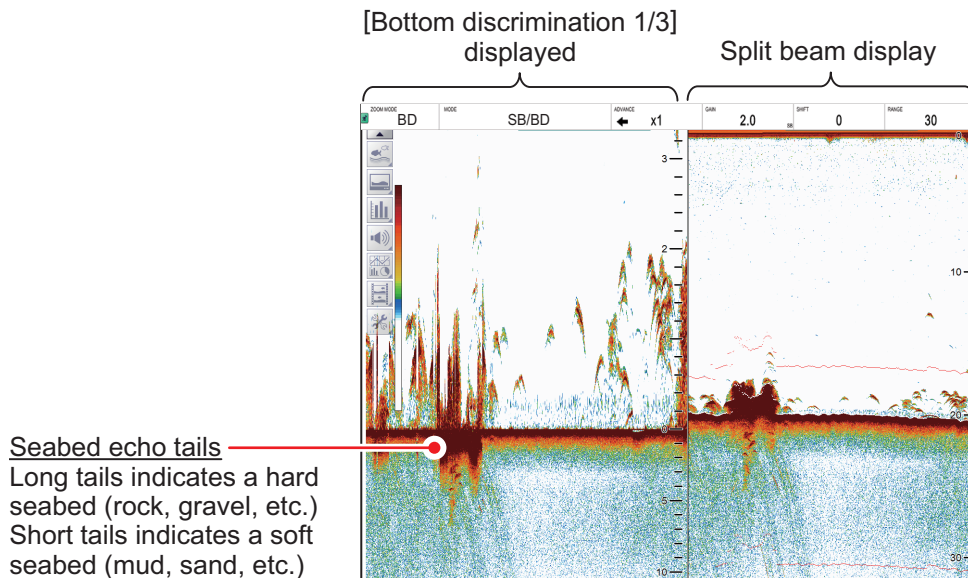 [Bottom discrimination 1/3]
displayed
Split beam display
ZOOM MODE
BD
MODE
SB/BD
ADVANCE
x1
GAIN
2.0
SB
SHIFT
0
RANGE
30
3
2
1
0
5
10
0
10
20
30
Seabed echo tails
Long tails indicates a hard
seabed (rock, gravel, etc.)
Short tails indicates a soft
seabed (mud, sand, etc.)